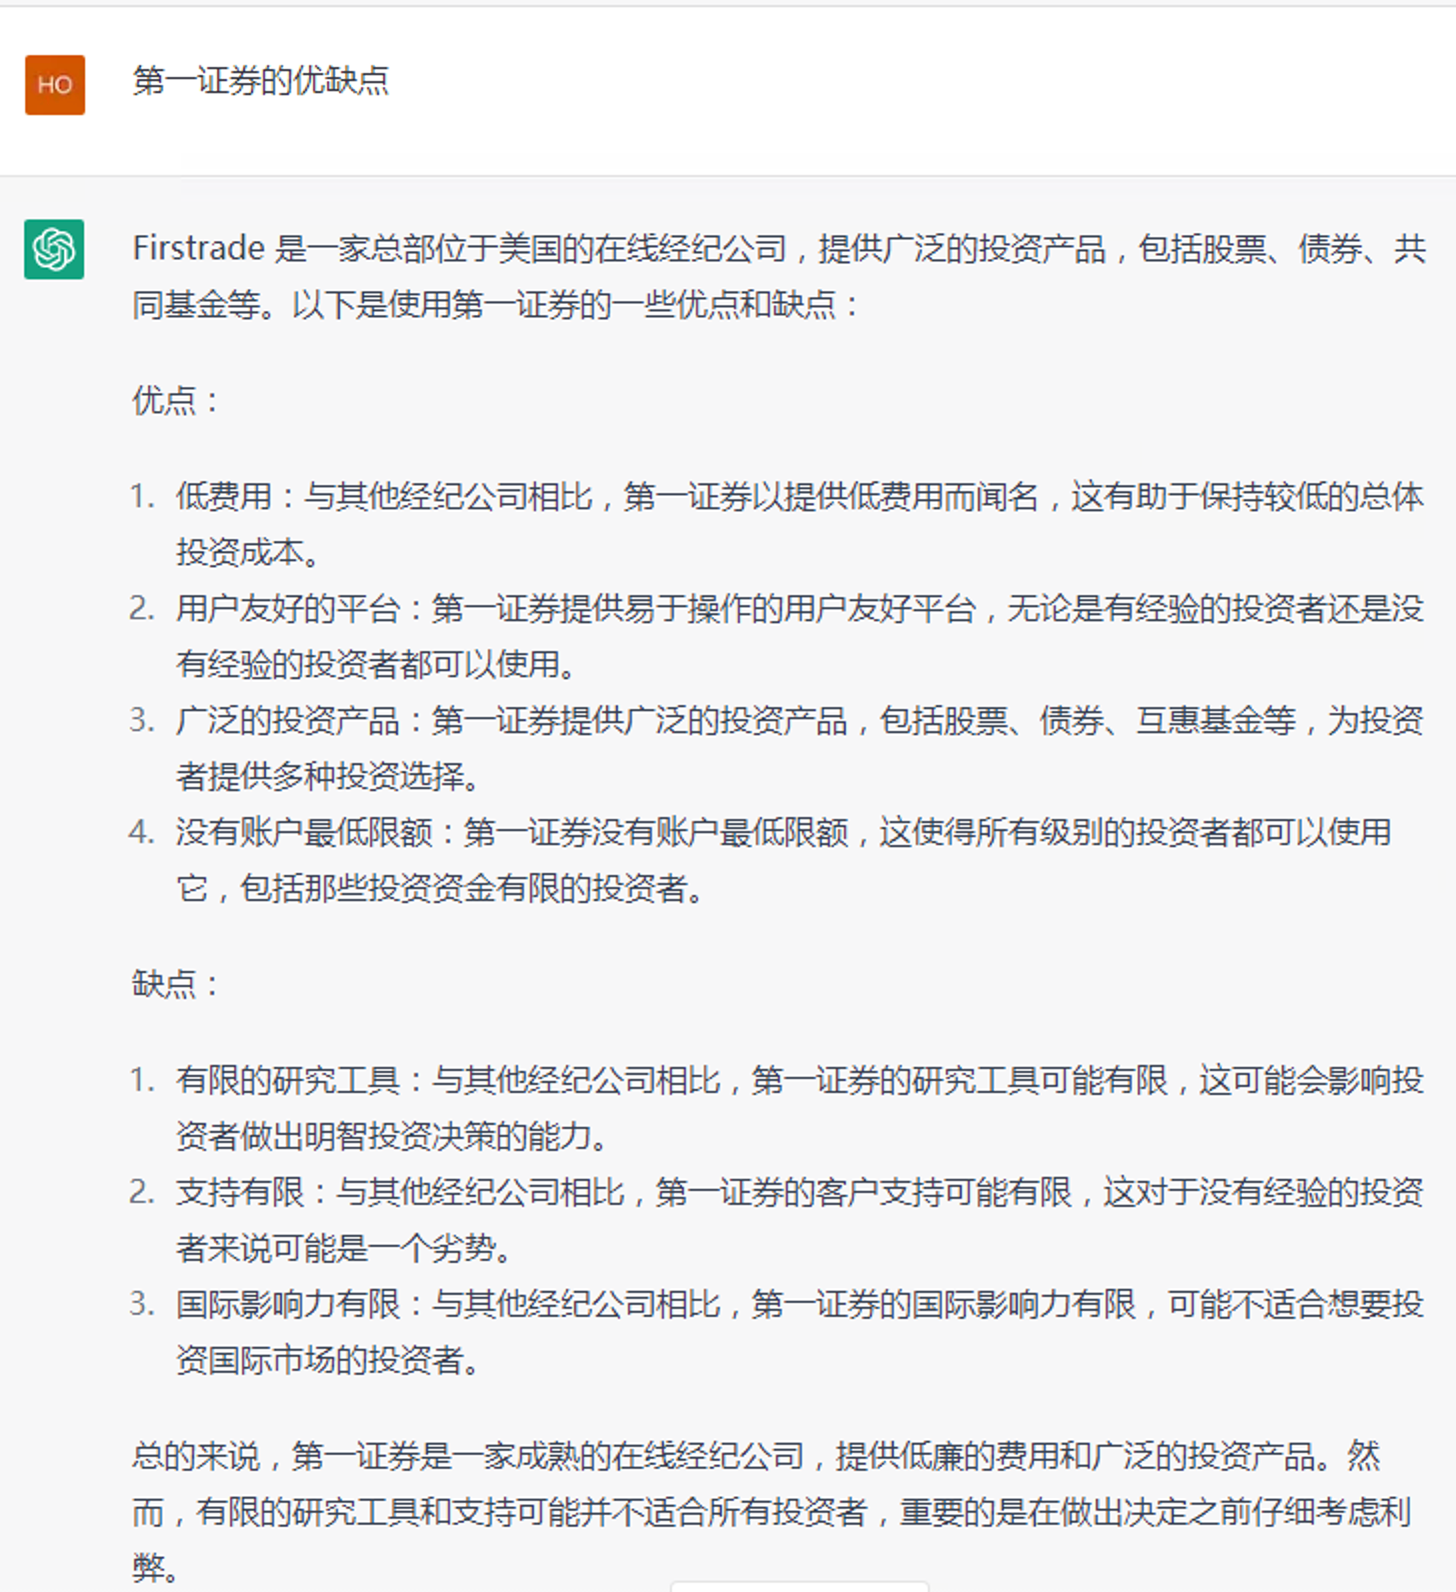 HO
第一证券的优缺点
Firstrade 是一家总部位于美国的在线经纪公司，提供广泛的投资产品，包括股票、债券、共
同基金等。以下是使用第一证券的一些优点和缺点：
优点：
1. 低费用：与其他经纪公司相比，第一证券以提供低费用而闻名，这有助于保持较低的总体
投资成本。
2. 用户友好的平台：第一证券提供易于操作的用户友好平台，无论是有经验的投资者还是没
有经验的投资者都可以使用。
3. 广泛的投资产品：第一证券提供广泛的投资产品，包括股票、债券、互惠基金等，为投资
者提供多种投资选择。
4. 没有账户最低限额：第一证券没有账户最低限额，这使得所有级别的投资者都可以使用
它，包括那些投资资金有限的投资者。
缺点：
1. 有限的研究工具：与其他经纪公司相比，第一证券的研究工具可能有限，这可能会影响投
资者做出明智投资决策的能力。
2. 支持有限：与其他经纪公司相比，第一证券的客户支持可能有限，这对于没有经验的投资
者来说可能是一个劣势。
3. 国际影响力有限：与其他经纪公司相比，第一证券的国际影响力有限，可能不适合想要投
资国际市场的投资者。
总的来说，第一证券是一家成熟的在线经纪公司，提供低廉的费用和广泛的投资产品。然
而，有限的研究工具和支持可能并不适合所有投资者，重要的是在做出决定之前仔细考虑利
弊。